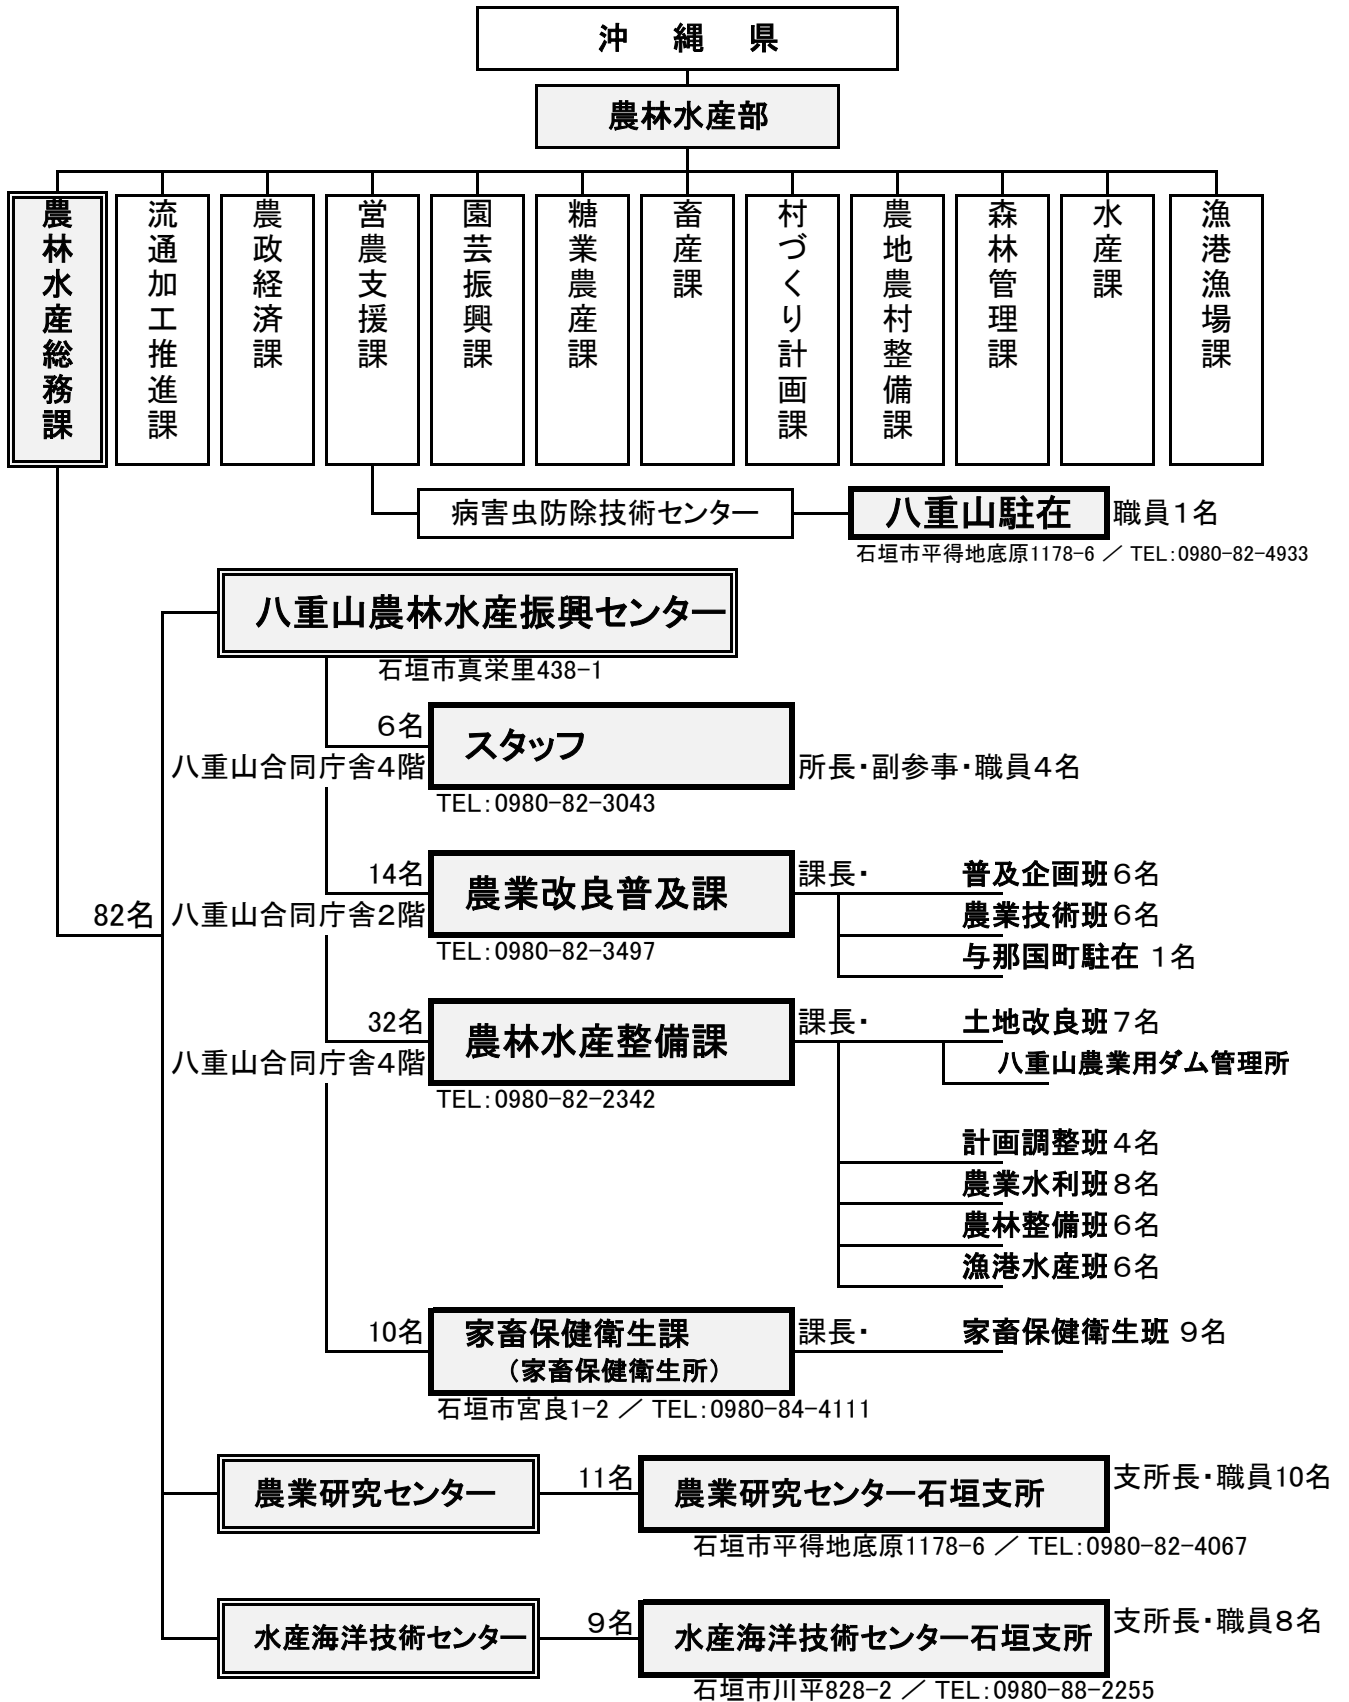 沖　縄　県
農林水産部
農林水産総務課
流通加工推進課
農政経済課
営農支援課
園芸振興課
糖業農産課
畜産課
村づくり計画課
農地農村整備課
森林管理課
水産課
漁港漁場課
病害虫防除技術センター
八重山駐在
職員１名
石垣市平得地底原1178-6 ／ TEL：0980-82-4933
八重山農林水産振興センター
石垣市真栄里438-1
６名
スタッフ
八重山合同庁舎４階
所長・副参事・職員４名
TEL：0980-82-3043
14名
農業改良普及課
課長・
普及企画班６名
82名
八重山合同庁舎２階
農業技術班６名
TEL：0980-82-3497
与那国町駐在 １名
32名
農林水産整備課
課長・
土地改良班７名
八重山合同庁舎４階
八重山農業用ダム管理所
TEL：0980-82-2342
計画調整班４名
農業水利班８名
農林整備班６名
漁港水産班６名
10名
家畜保健衛生課
（家畜保健衛生所）
課長・
家畜保健衛生班 ９名
石垣市宮良1-2 ／ TEL：0980-84-4111
農業研究センター
11名
農業研究センター石垣支所
支所長・職員10名
石垣市平得地底原1178-6 ／ TEL：0980-82-4067
水産海洋技術センター
９名
水産海洋技術センター石垣支所
支所長・職員８名
石垣市川平828-2 ／ TEL：0980-88-2255